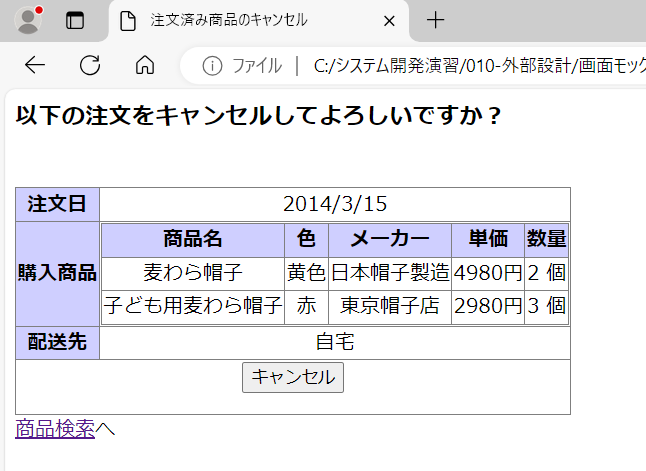 注文済み商品のキャンセル
ファイル | C:/システム開発演習/010-外部設計/画面モック
以下の注文をキャンセルしてよろしいですか？
注文日 2014/3/15
購入商品
商品名 色 メーカー 単価 数量
麦わら帽子 黄色 日本帽子製造 4980円 2 個
子ども用麦わら帽子 赤 東京帽子店 2980円 3 個
配送先 自宅
キャンセル
商品検索へ